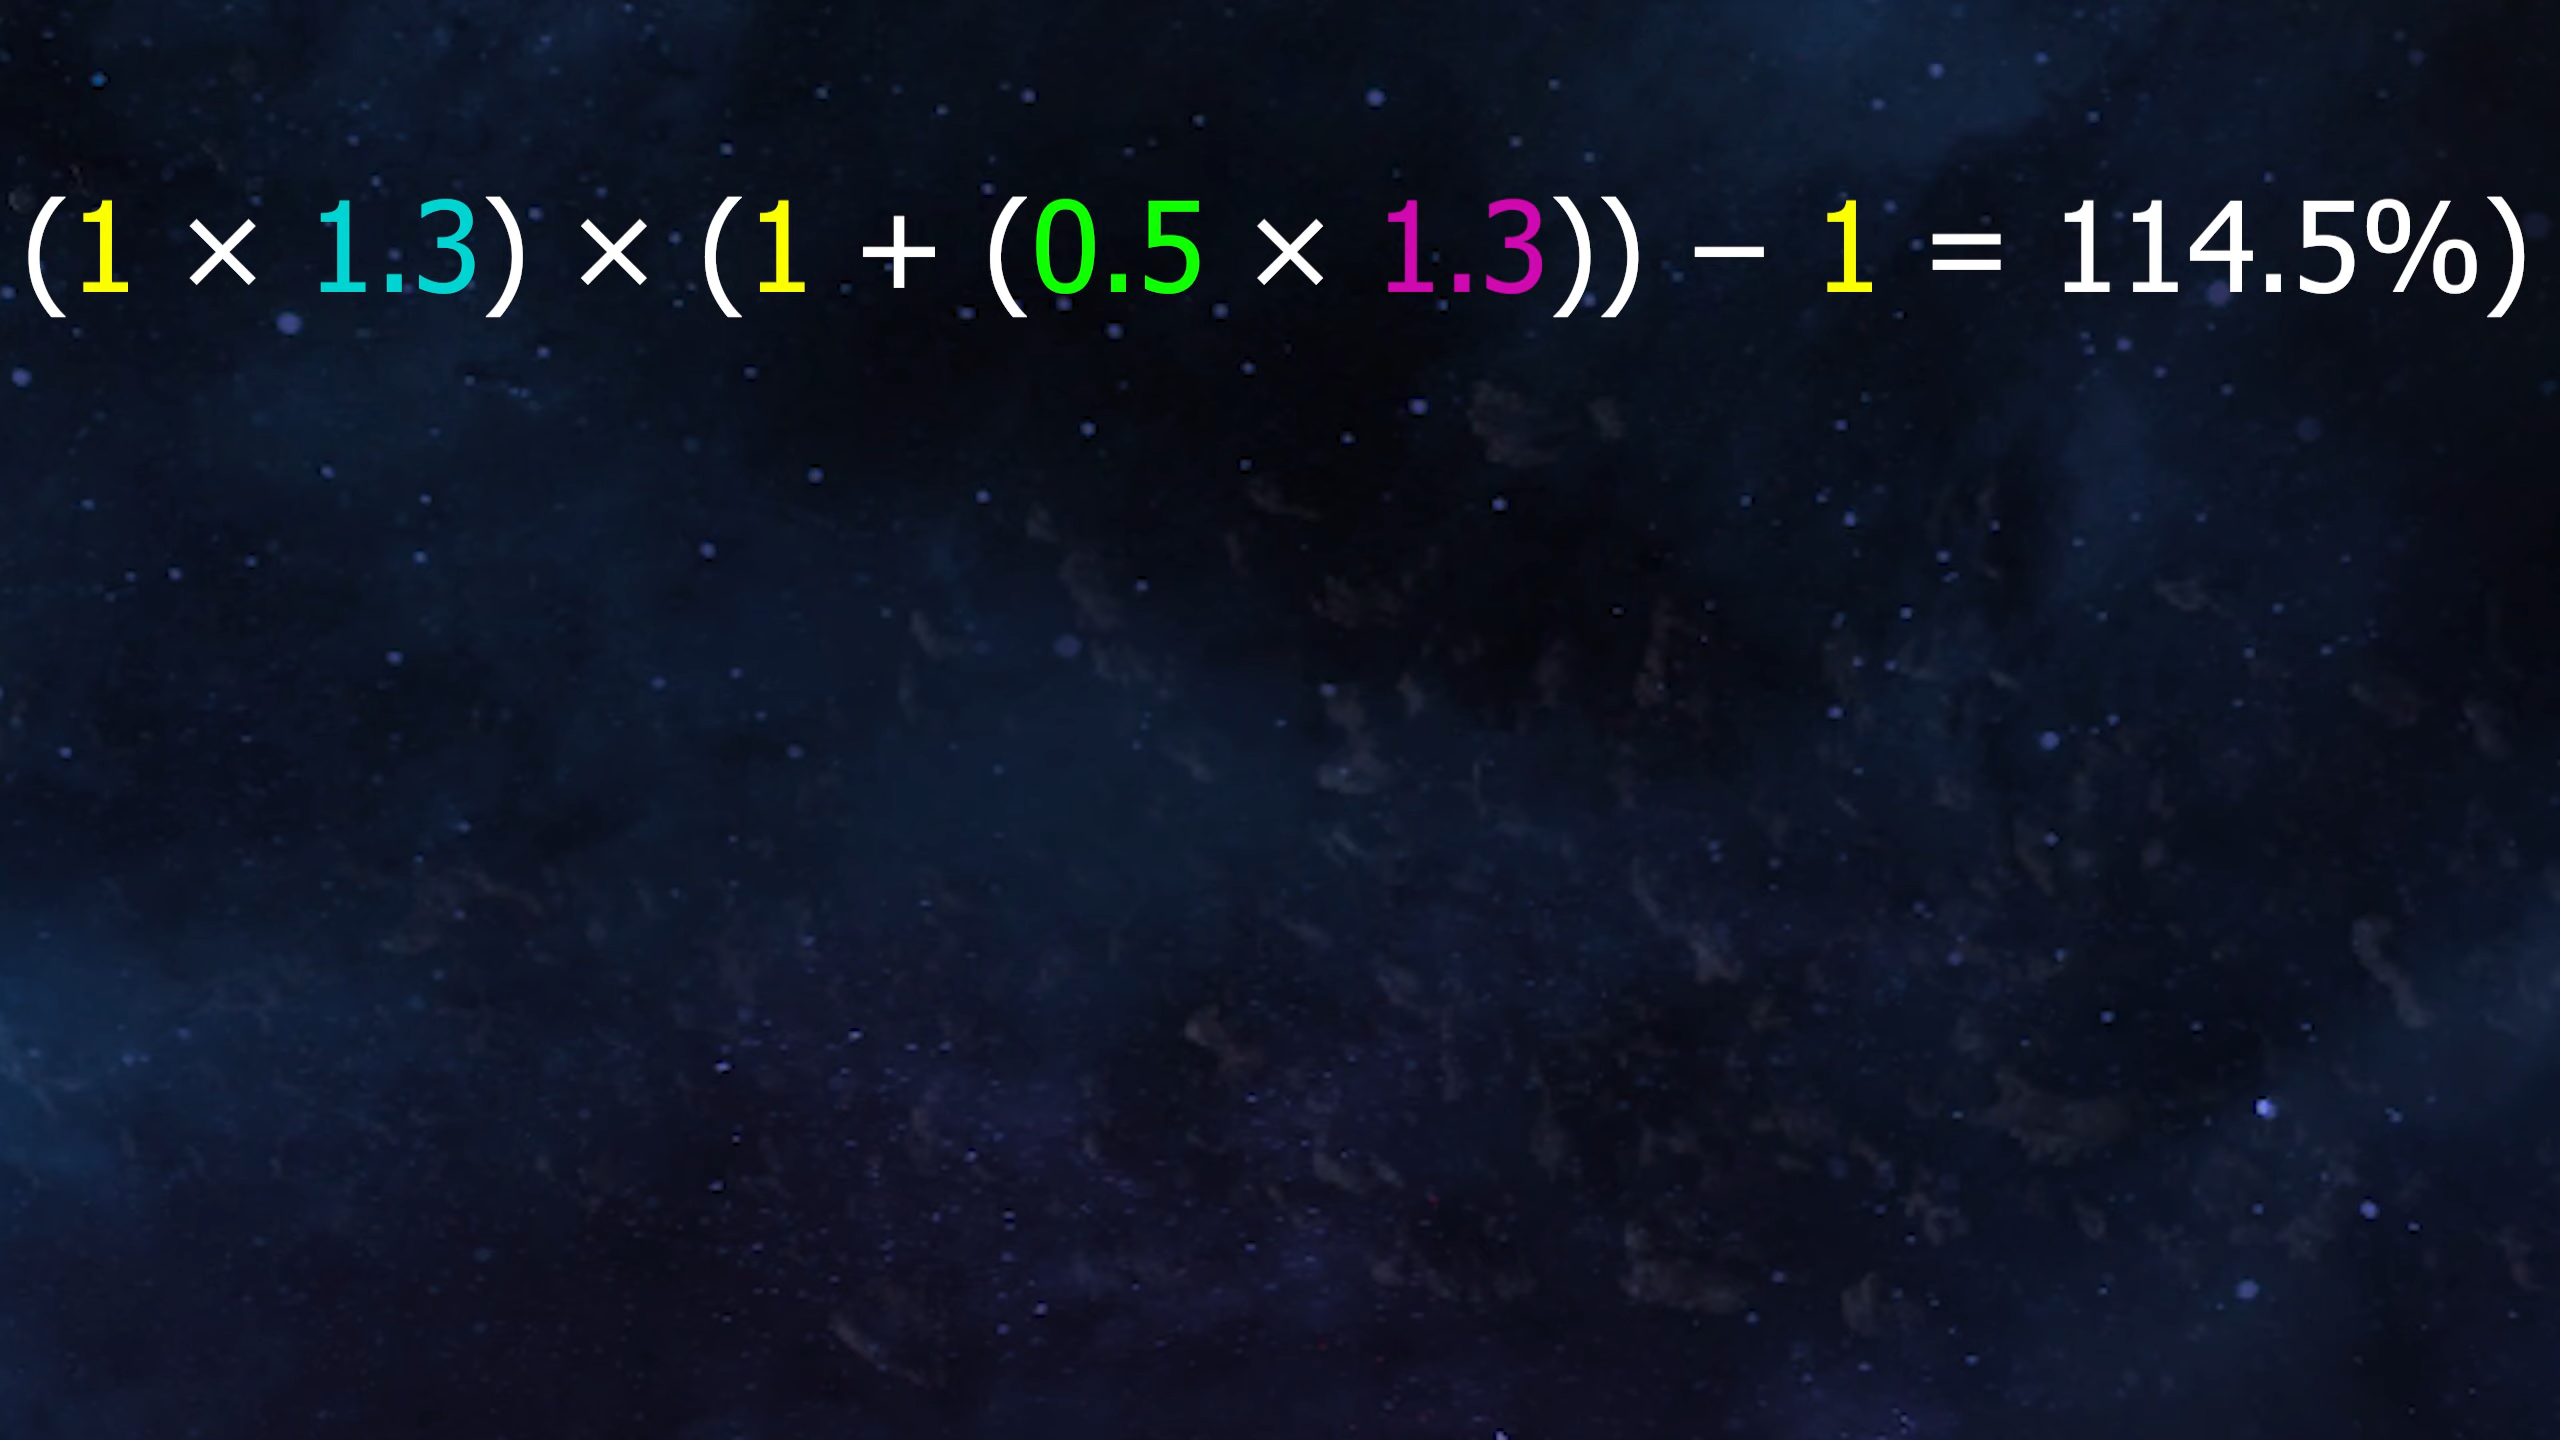 (1 × 1.3) × (1 + (0.5 × 1.3)) − 1 = 114.5%)